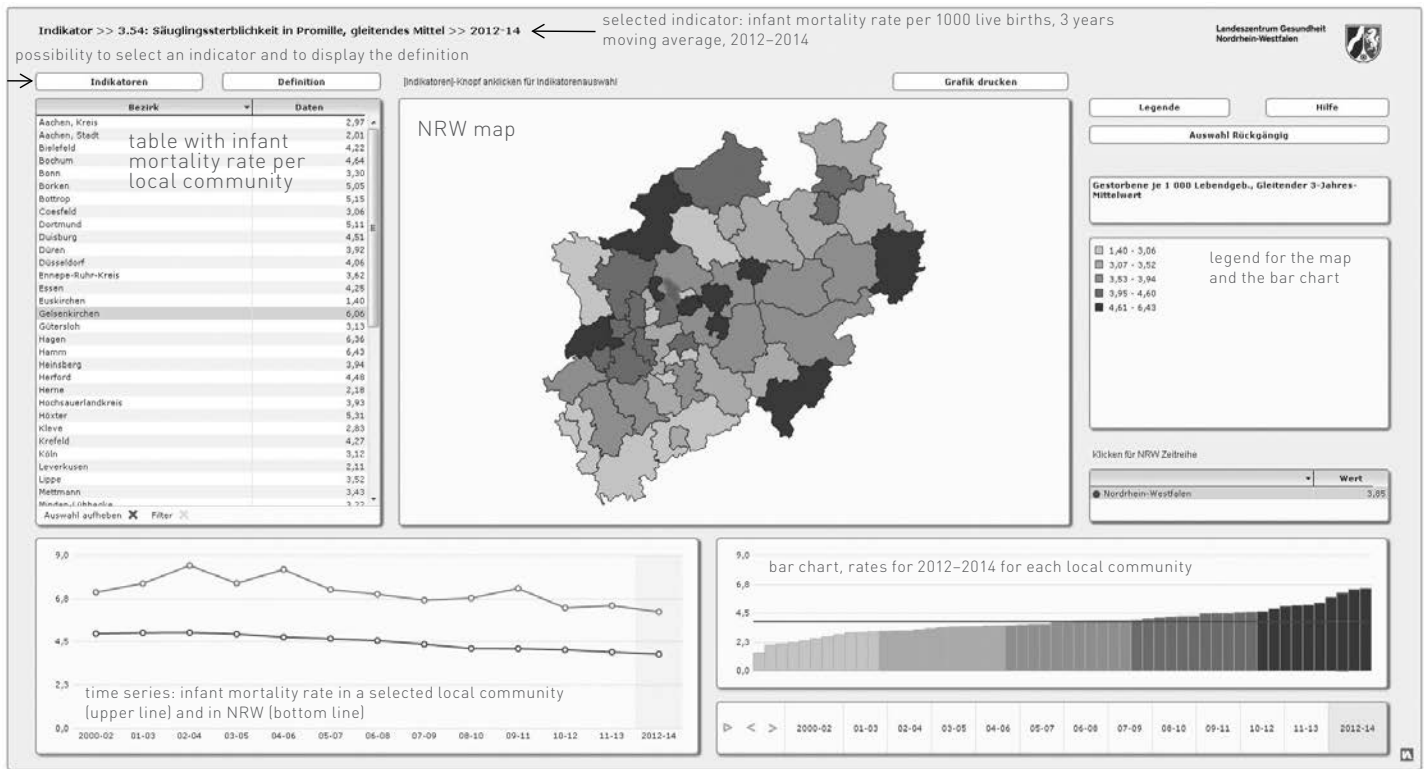 Indikator >> 3.54: Säuglingssterblichkeit in Promille, gleitendes Mittel >> 2012-14
selected indicator: infant mortality rate per 1000 live births, 3 years
moving average, 2012–2014
Landeszentrum Gesundheit
Nordrhein-Westfalen
possibility to select an indicator and to display the definition
Indikatoren
Definition
[Indikatoren]-Knopf anklicken für Indikatorenauswahl
Grafik drucken
Legende
Hilfe
Auswahl Rückgängig
Bezirk Daten
Aachen, Kreis 2,97
Aachen, Stadt 2,01
Bielefeld 4,22
Bochum 4,64
Bonn 3,30
Borken 5,05
Bottrop 5,15
Coesfeld 3,06
Dortmund 5,11
Duisburg 4,51
Düren 3,92
Düsseldorf 4,06
Ennepe-Ruhr-Kreis 3,62
Essen 4,25
Euskirchen 1,40
Gelsenkirchen 6,06
Gütersloh 3,13
Hagen 6,36
Hamm 6,43
Heinsberg 3,94
Herford 4,48
Herne 2,18
Hochsauerlandkreis 3,93
Höxter 5,31
Kleve 2,83
Krefeld 4,27
Köln 3,12
Leverkusen 2,11
Lippe 3,52
Mettmann 3,43
Minden-Lübbecke 3,22
Auswahl aufheben Filter
table with infant
mortality rate per
local community
NRW map
Gestorbene je 1 000 Lebendgeb., Gleitender 3-Jahres-
Mittelwert
1,40 - 3,06
3,07 - 3,52
3,53 - 3,94
3,95 - 4,60
4,61 - 6,43
legend for the map
and the bar chart
Klicken für NRW Zeitreihe
Wert
Nordrhein-Westfalen 3,85
9,0
6,8
4,5
2,3
0,0
time series: infant mortality rate in a selected local community
(upper line) and in NRW (bottom line)
2000-02 01-03 02-04 03-05 04-06 05-07 06-08 07-09 08-10 09-11 10-12 11-13 2012-14
bar chart, rates for 2012–2014 for each local community
9,0
6,8
4,5
2,3
0,0
2000-02 01-03 02-04 03-05 04-06 05-07 06-08 07-09 08-10 09-11 10-12 11-13 2012-14